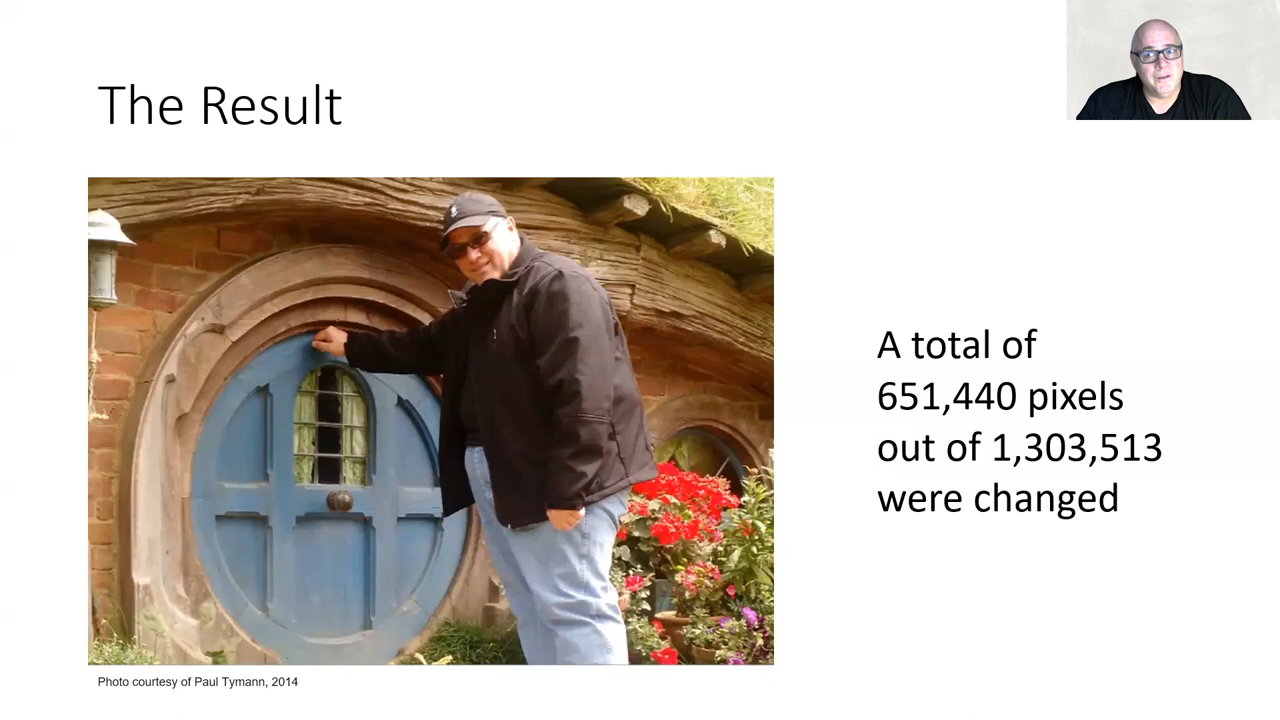 The Result
A total of
651,440 pixels
out of 1,303,513
were changed
Photo courtesy of Paul Tymann, 2014